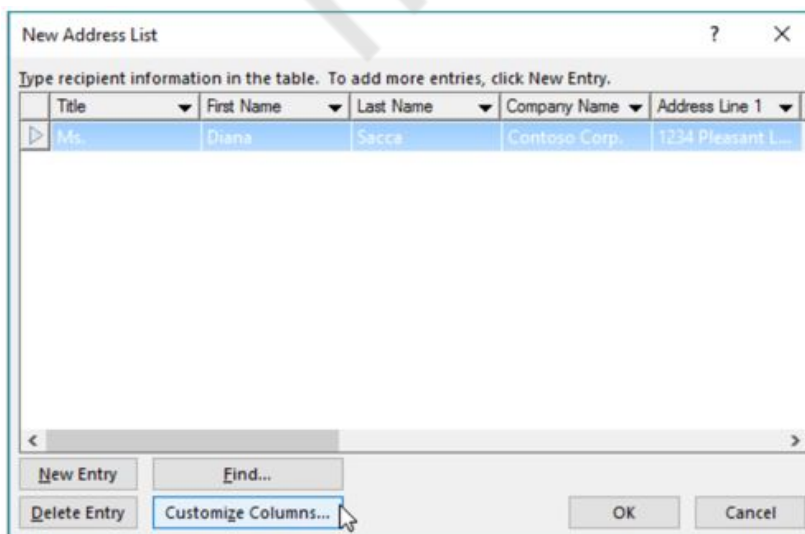 New Address List
Type recipient information in the table. To add more entries, click New Entry.
Title First Name Last Name Company Name Address Line 1
Ms. Diana Sacca Contoso Corp. 1234 Pleasant L...
New Entry Find...
Delete Entry Customize Columns... OK Cancel